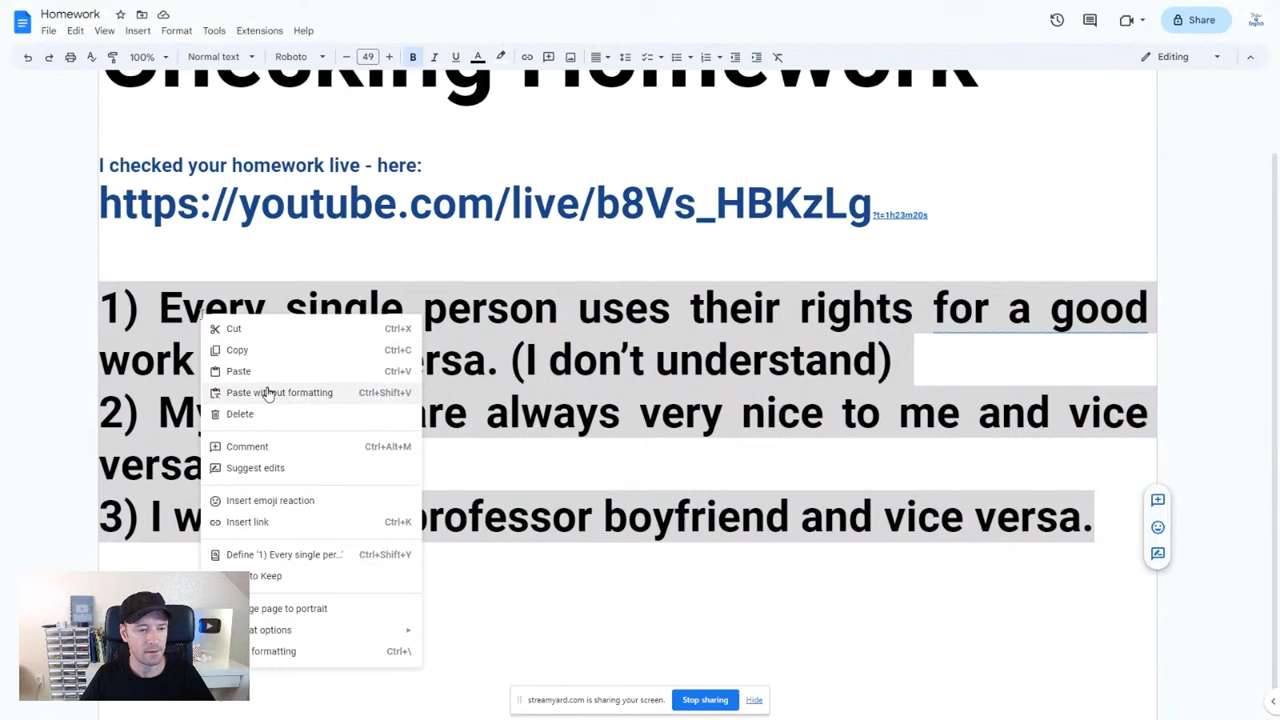 Homework
File Edit View Insert Format Tools Extensions Help
Share
100% Normal text Roboto 49 B I U A Editing
Checking Homework
I checked your homework live - here:
https://youtube.com/live/b8Vs_HBKzLg?t=1h23m20s
1) Every single person uses their rights for a good
work rsa. (I don't understand)
2) My are always very nice to me and vice
versa
3) I w professor boyfriend and vice versa.
Cut Ctrl+X
Copy Ctrl+C
Paste Ctrl+V
Paste without formatting Ctrl+Shift+V
Delete
Comment Ctrl+Alt+M
Suggest edits
Insert emoji reaction
Insert link Ctrl+K
Define '1) Every single per...' Ctrl+Shift+Y
to Keep
ge page to portrait
at options
formatting Ctrl+\
streamyard.com is sharing your screen. Stop sharing Hide